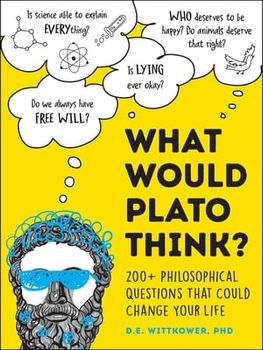 Is science able to explain
EVERYthing?
WHO deserves to be
happy? Do animals deserve
that right?
Is LYING
ever okay?
Do we always have
FREE WILL?
WHAT
WOULD
PLATO
THINK?
200+ PHILOSOPHICAL
QUESTIONS THAT COULD
CHANGE YOUR LIFE
D.E. WITTKOWER, PHD